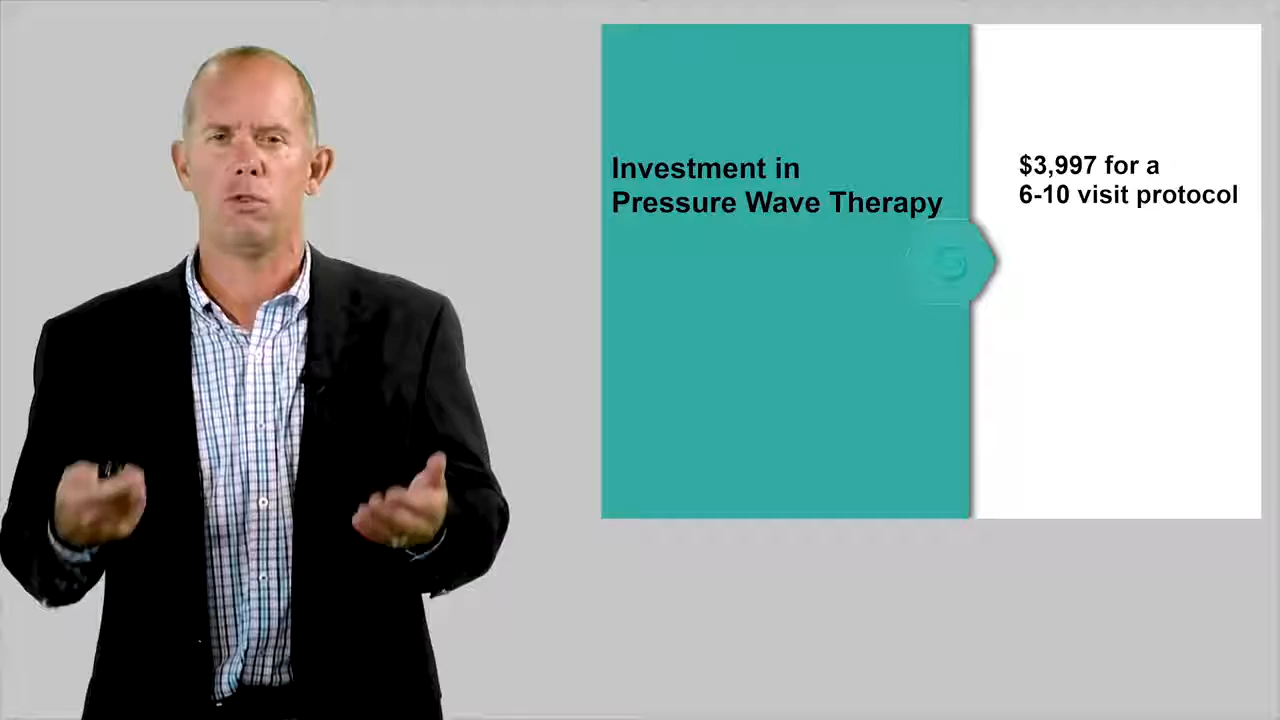 Investment in
Pressure Wave Therapy
$3,997 for a
6-10 visit protocol